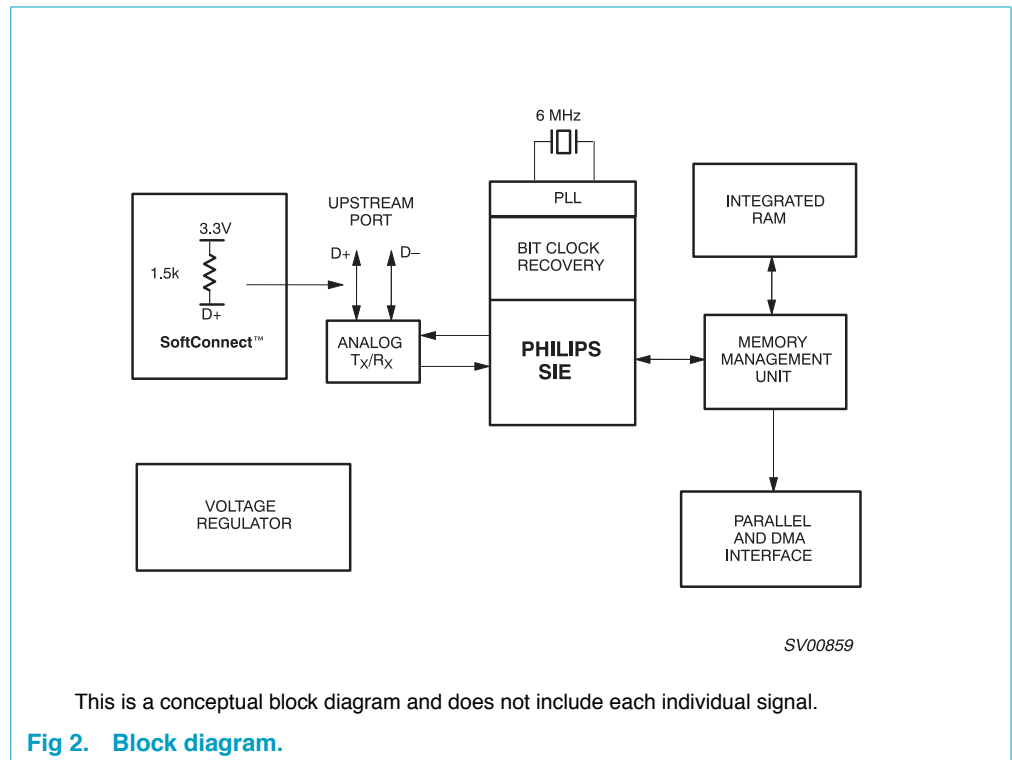 6 MHz
PLL
BIT CLOCK
RECOVERY
PHILIPS
SIE
UPSTREAM
PORT
D+
D–
3.3V
1.5k
D+
SoftConnect™
ANALOG
TX/RX
INTEGRATED
RAM
MEMORY
MANAGEMENT
UNIT
PARALLEL
AND DMA
INTERFACE
VOLTAGE
REGULATOR
SV00859
This is a conceptual block diagram and does not include each individual signal.
Fig 2. Block diagram.